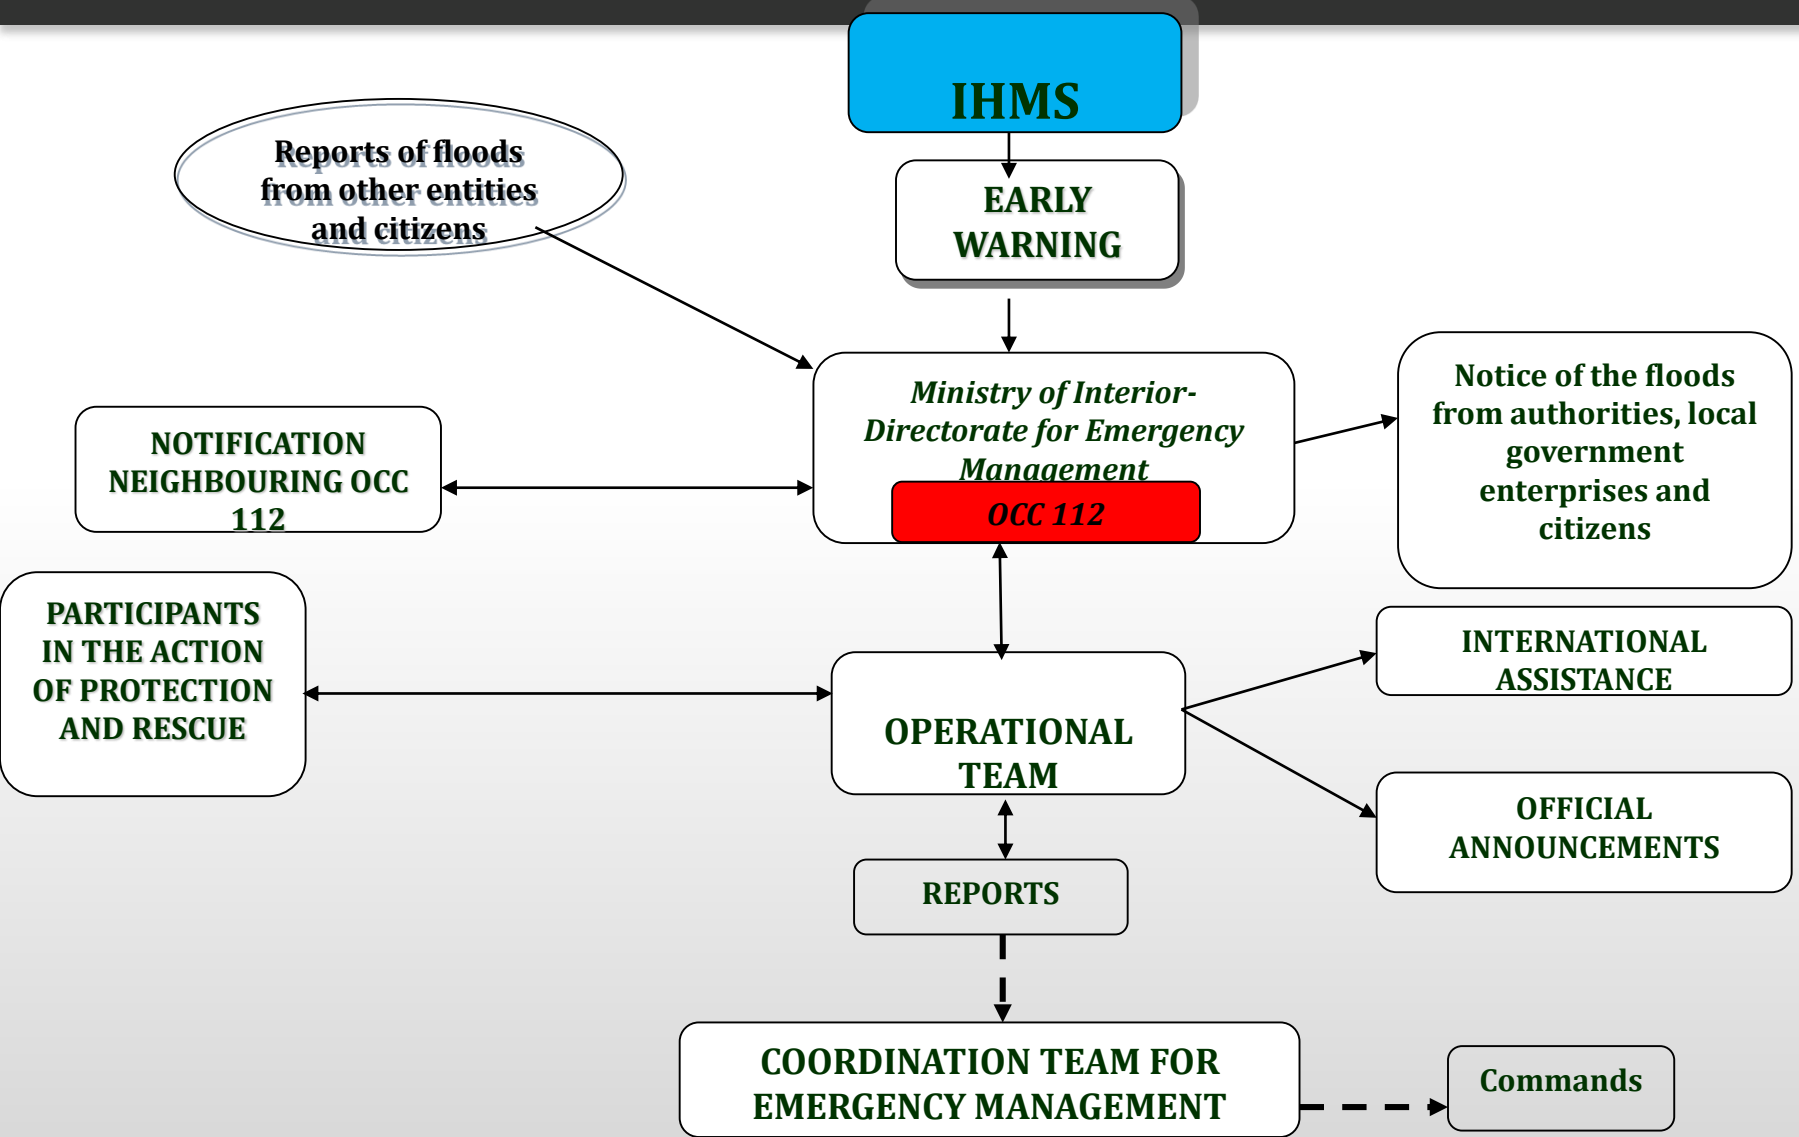 IHMS
Reports of floods
from other entities
and citizens
EARLY
WARNING
Ministry of Interior-
Directorate for Emergency
Management
OCC 112
Notice of the floods
from authorities, local
government
enterprises and
citizens
NOTIFICATION
NEIGHBOURING OCC
112
PARTICIPANTS
IN THE ACTION
OF PROTECTION
AND RESCUE
INTERNATIONAL
ASSISTANCE
OPERATIONAL
TEAM
OFFICIAL
ANNOUNCEMENTS
REPORTS
COORDINATION TEAM FOR
EMERGENCY MANAGEMENT
Commands